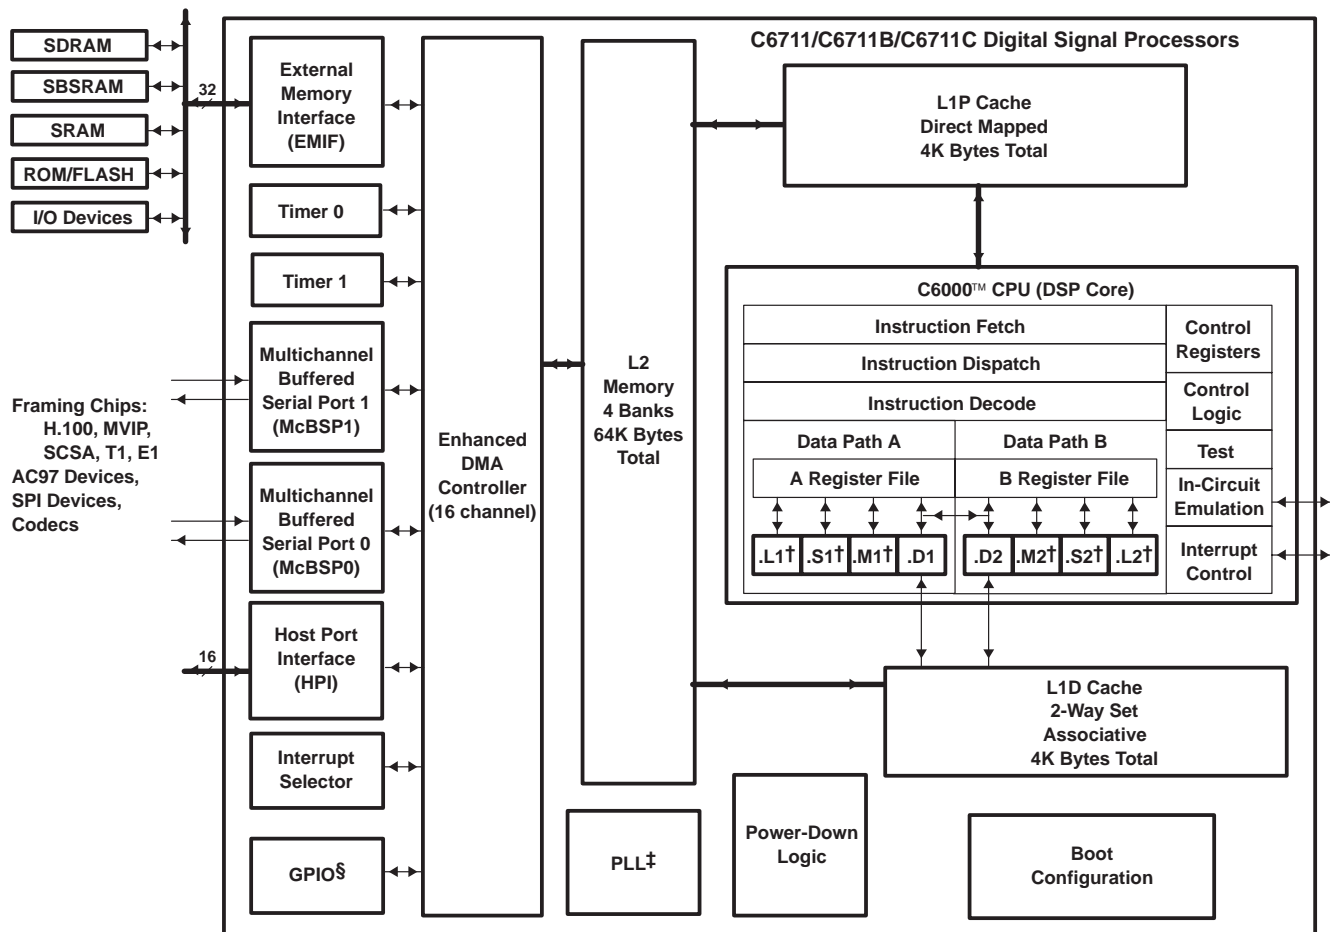 C6711/C6711B/C6711C Digital Signal Processors
SDRAM
SBSRAM
SRAM
ROM/FLASH
I/O Devices
32
External
Memory
Interface
(EMIF)
Timer 0
Timer 1
Framing Chips:
H.100, MVIP,
SCSA, T1, E1
AC97 Devices,
SPI Devices,
Codecs
Multichannel
Buffered
Serial Port 1
(McBSP1)
Multichannel
Buffered
Serial Port 0
(McBSP0)
16
Host Port
Interface
(HPI)
Interrupt
Selector
GPIO§
Enhanced
DMA
Controller
(16 channel)
L2
Memory
4 Banks
64K Bytes
Total
PLL‡
L1P Cache
Direct Mapped
4K Bytes Total
C6000™ CPU (DSP Core)
Instruction Fetch
Instruction Dispatch
Instruction Decode
Data Path A
Data Path B
A Register File
B Register File
.L1†
.S1†
.M1†
.D1
.D2
.M2†
.S2†
.L2†
Control
Registers
Control
Logic
Test
In-Circuit
Emulation
Interrupt
Control
L1D Cache
2-Way Set
Associative
4K Bytes Total
Power-Down
Logic
Boot
Configuration